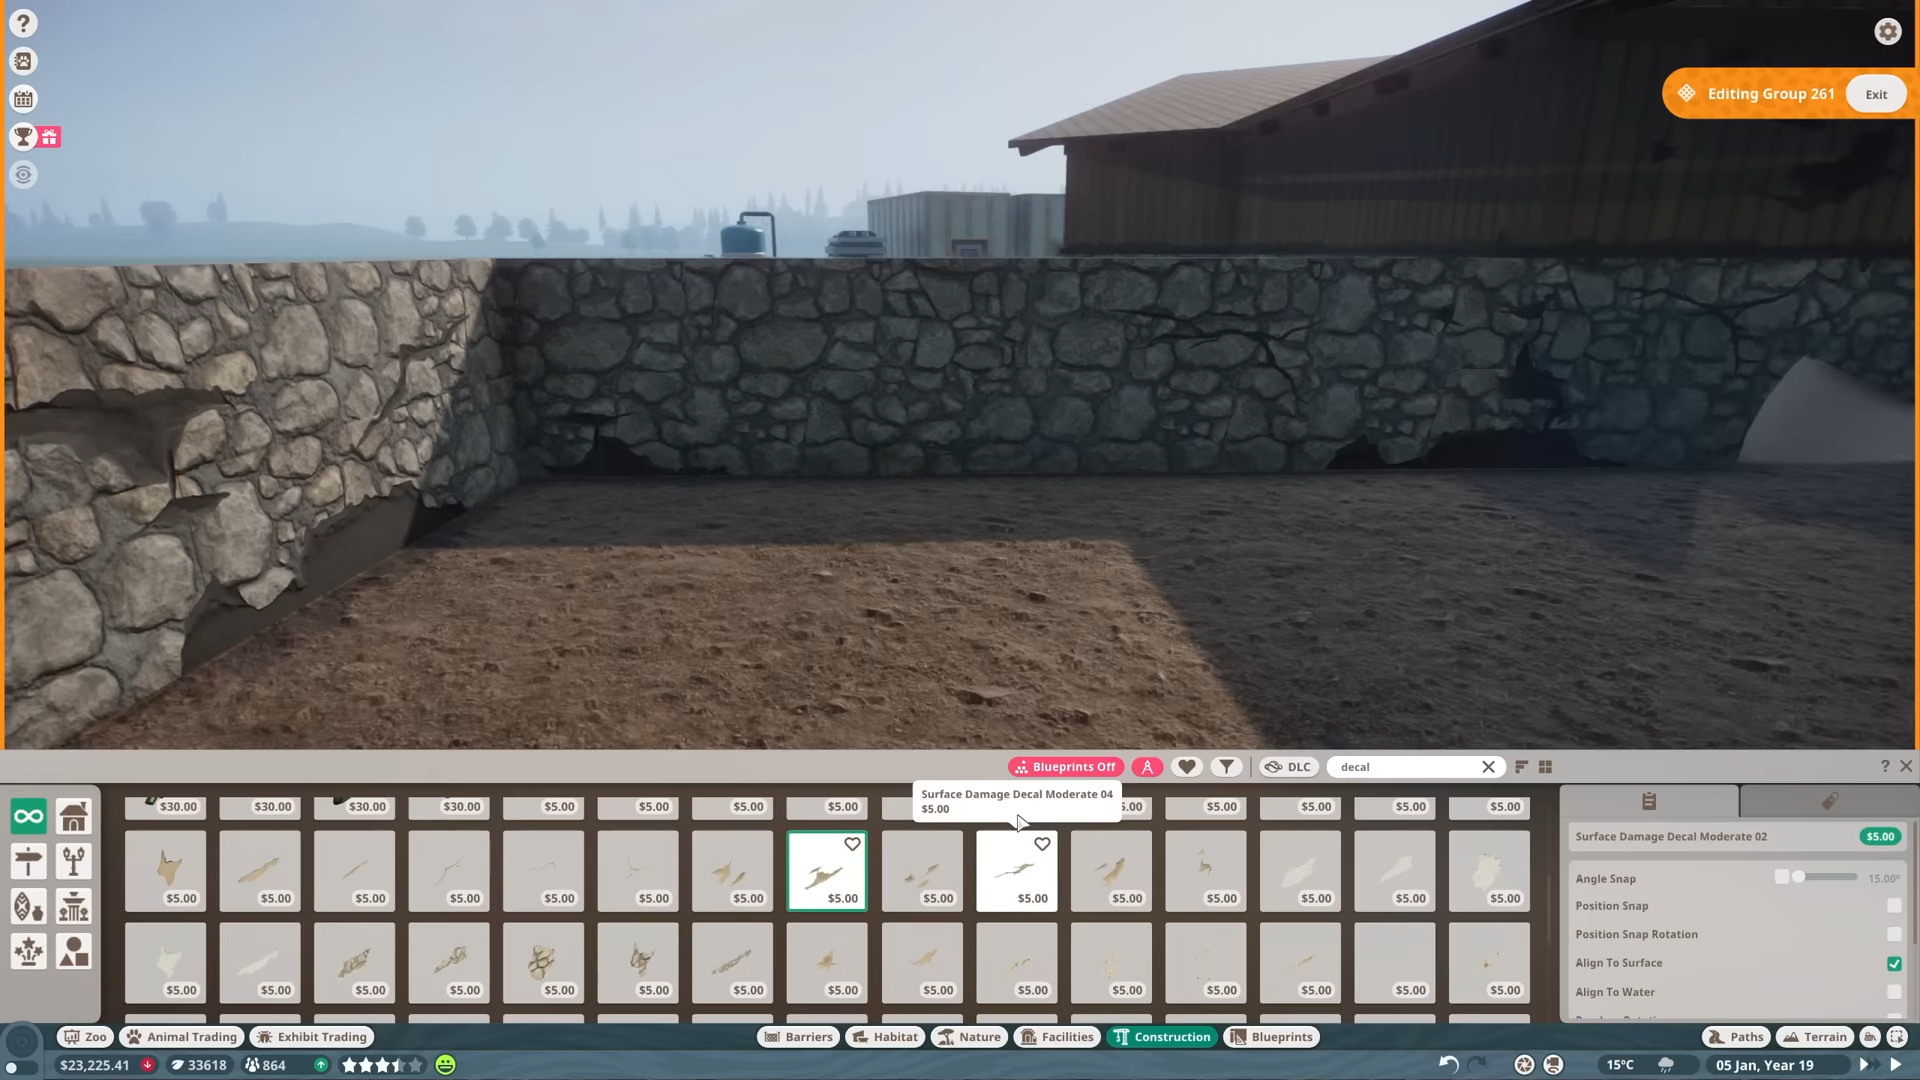 ?
Editing Group 261
Exit
Blueprints Off
DLC
decal
?
Surface Damage Decal Moderate 04
$5.00
$30.00 $30.00 $30.00 $30.00 $5.00 $5.00 $5.00 $5.00 5.00 $5.00 $5.00 $5.00 $5.00
$5.00 $5.00 $5.00 $5.00 $5.00 $5.00 $5.00 $5.00 $5.00 $5.00 $5.00 $5.00 $5.00 $5.00 $5.00
$5.00 $5.00 $5.00 $5.00 $5.00 $5.00 $5.00 $5.00 $5.00 $5.00 $5.00 $5.00 $5.00 $5.00 $5.00
Surface Damage Decal Moderate 02 $5.00
Angle Snap 15.00°
Position Snap
Position Snap Rotation
Align To Surface
Align To Water
Zoo Animal Trading Exhibit Trading Barriers Habitat Nature Facilities Construction Blueprints Paths Terrain
$23,225.41 33618 864 15°C 05 Jan, Year 19